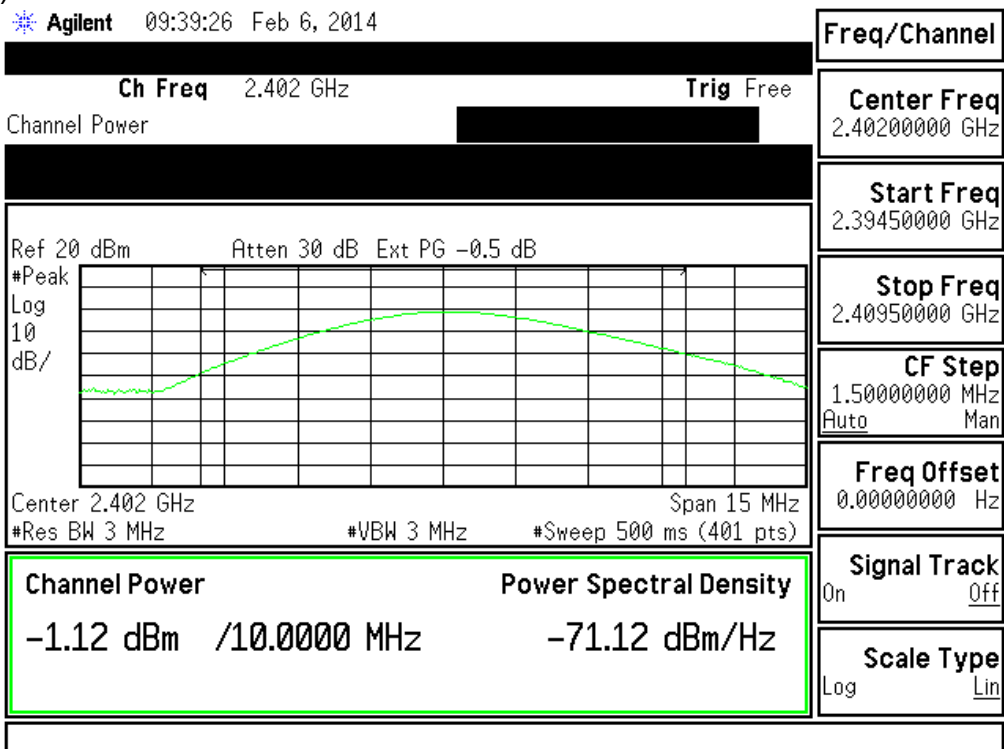 )
Agilent 09:39:26 Feb 6, 2014
Ch Freq 2.402 GHz Trig Free
Channel Power
Ref 20 dBm Atten 30 dB Ext PG -0.5 dB
#Peak
Log
10
dB/
Center 2.402 GHz Span 15 MHz
#Res BW 3 MHz #VBW 3 MHz #Sweep 500 ms (401 pts)
Channel Power Power Spectral Density
-1.12 dBm /10.0000 MHz -71.12 dBm/Hz
Freq/Channel
Center Freq
2.40200000 GHz
Start Freq
2.39450000 GHz
Stop Freq
2.40950000 GHz
CF Step
1.50000000 MHz
Auto Man
Freq Offset
0.00000000 Hz
Signal Track
On Off
Scale Type
Log Lin